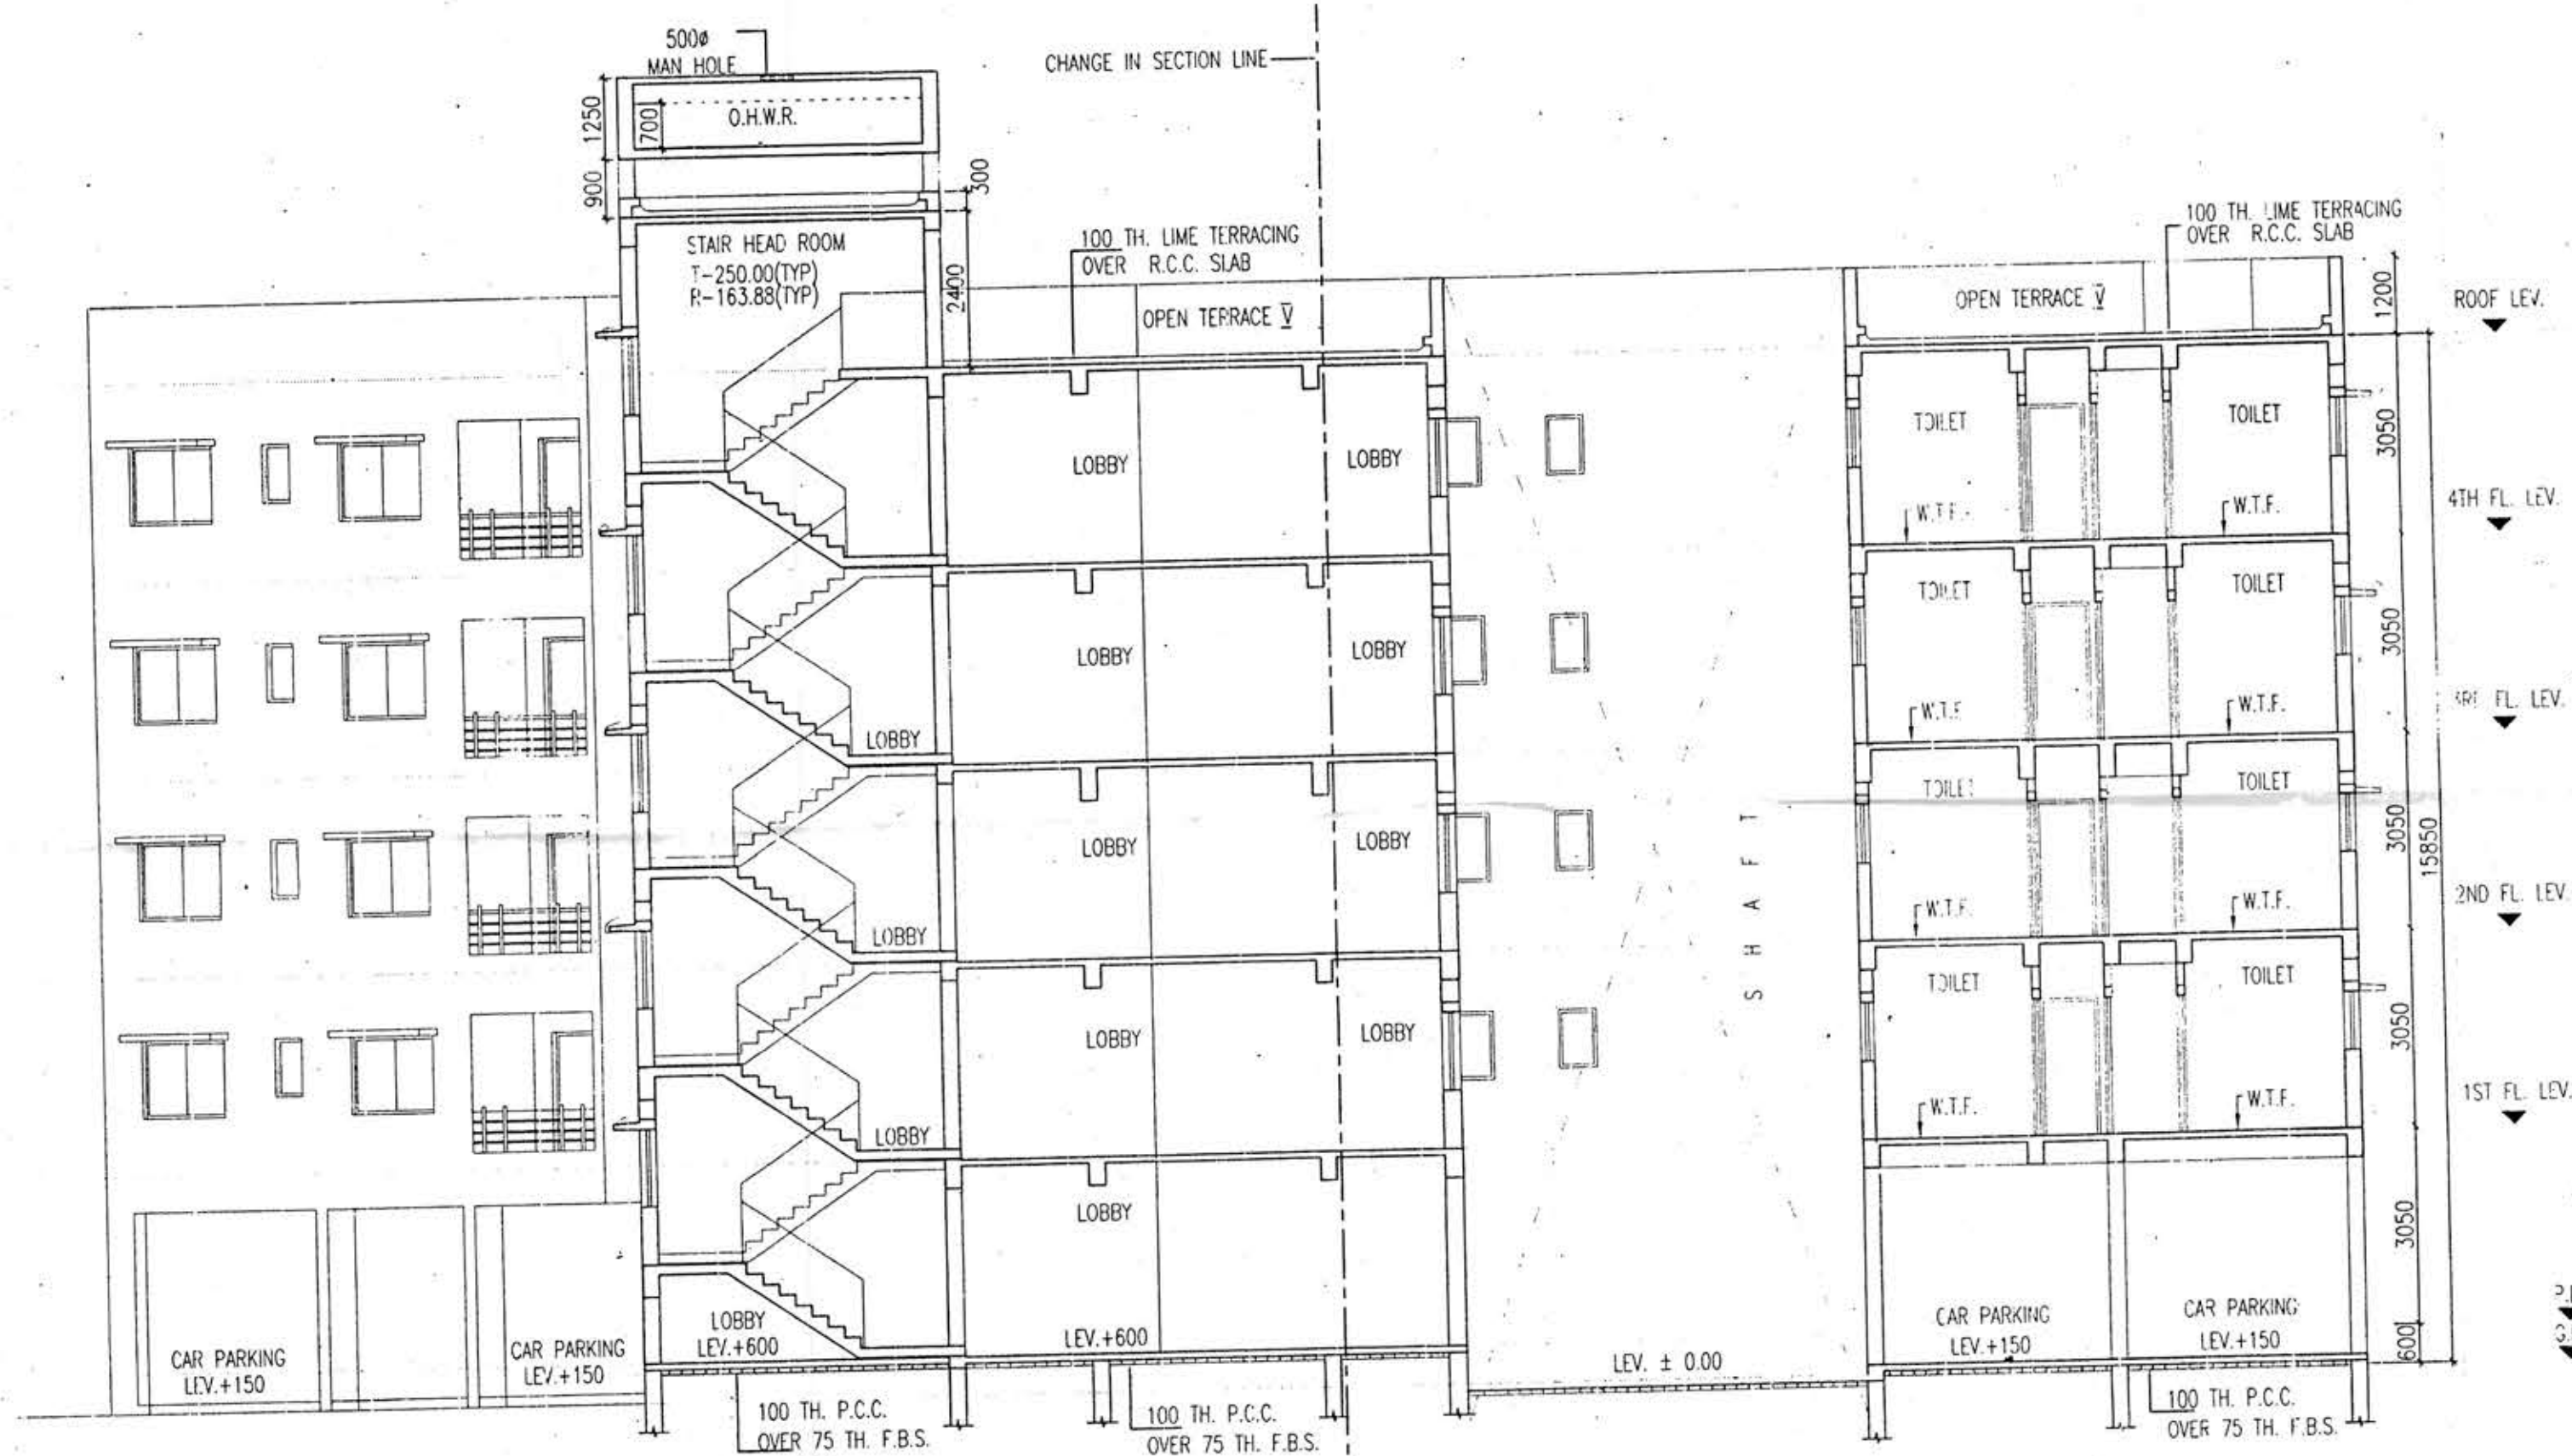 500ø
MAN HOLE
CHANGE IN SECTION LINE
1250
700
O.H.W.R.
900
300
STAIR HEAD ROOM
T-250.00(TYP)
R-163.88(TYP)
2400
100 TH. LIME TERRACING
OVER R.C.C. SLAB
OPEN TERRACE V̅
100 TH. LIME TERRACING
OVER R.C.C. SLAB
OPEN TERRACE V̅
1200
ROOF LEV.
LOBBY
LOBBY
TOILET
TOILET
3050
W.T.F.
W.T.F.
4TH FL. LEV.
LOBBY
LOBBY
LOBBY
TOILET
TOILET
3050
W.T.F
W.T.F.
FL. LEV.
LOBBY
LOBBY
LOBBY
TOILET
TOILET
3050
15850
SHAFT
W.T.F.
W.T.F.
2ND FL. LEV.
LOBBY
LOBBY
LOBBY
TOILET
TOILET
3050
W.T.F.
W.T.F.
1ST FL. LEV.
LOBBY
3050
CAR PARKING
LEV.+150
CAR PARKING
LEV.+150
LOBBY
LEV.+600
LEV.+600
LEV. ± 0.00
CAR PARKING
LEV.+150
CAR PARKING
LEV.+150
600
100 TH. P.C.C.
OVER 75 TH. F.B.S.
100 TH. P.C.C.
OVER 75 TH. F.B.S.
100 TH. P.C.C.
OVER 75 TH. F.B.S.